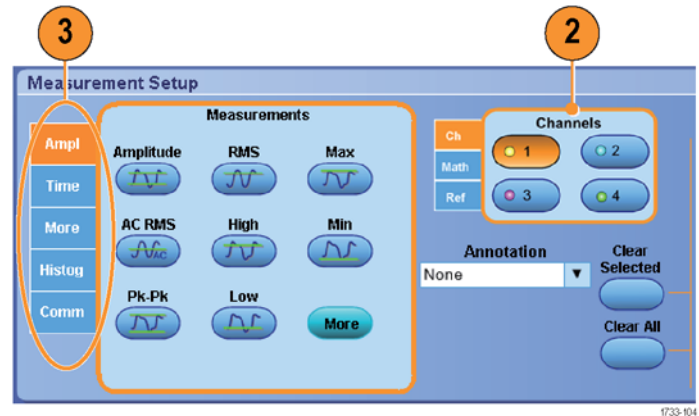 3
2
Measurement Setup
Ampl
Time
More
Histog
Comm
Measurements
Amplitude RMS Max
AC RMS High Min
AC
Pk-Pk Low
More
Ch
Math
Ref
Channels
1 2
3 4
Annotation
None
Clear
Selected
Clear All
1733-104